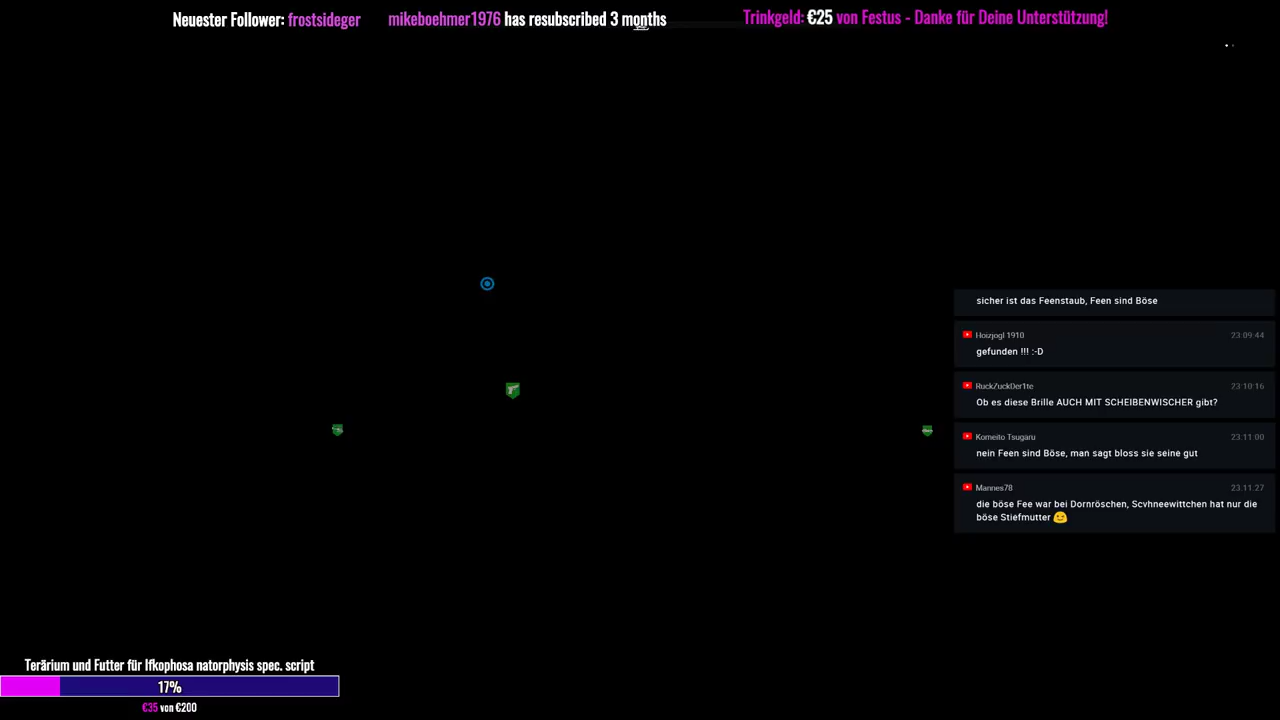 Neuester Follower: frostsideger
mikeboehmer1976 has resubscribed 3 months
Trinkgeld: €25 von Festus - Danke für Deine Unterstützung!
sicher ist das Feenstaub, Feen sind Böse
Hoizjogl 1910 23:09:44
gefunden !!! :-D
RuckZuckDer1te 23:10:16
Ob es diese Brille AUCH MIT SCHEIBENWISCHER gibt?
Komeito Tsugaru 23:11:00
nein Feen sind Böse, man sagt bloss sie seine gut
Mannes78 23:11:27
die böse Fee war bei Dornröschen, Scvhneewittchen hat nur die
böse Stiefmutter 😉
Terärium und Futter für Ifkophosa natorphysis spec. script
17%
€35 von €200